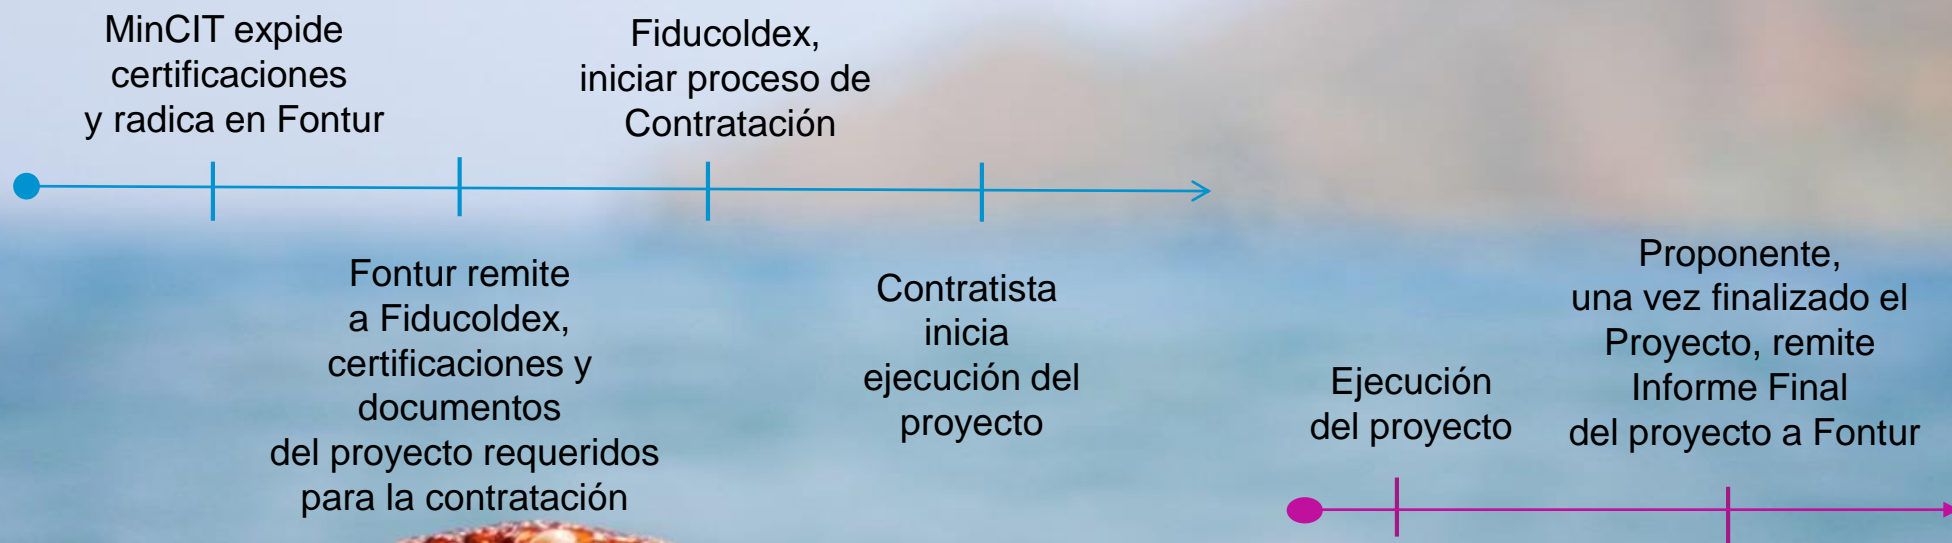 MinCIT expide
certificaciones
y radica en Fontur
Fontur remite
a Fiducoldex,
certificaciones y
documentos
del proyecto requeridos
para la contratación
Fiducoldex,
iniciar proceso de
Contratación
Contratista
inicia
ejecución del
proyecto
Ejecución
del proyecto
Proponente,
una vez finalizado el
Proyecto, remite
Informe Final
del proyecto a Fontur